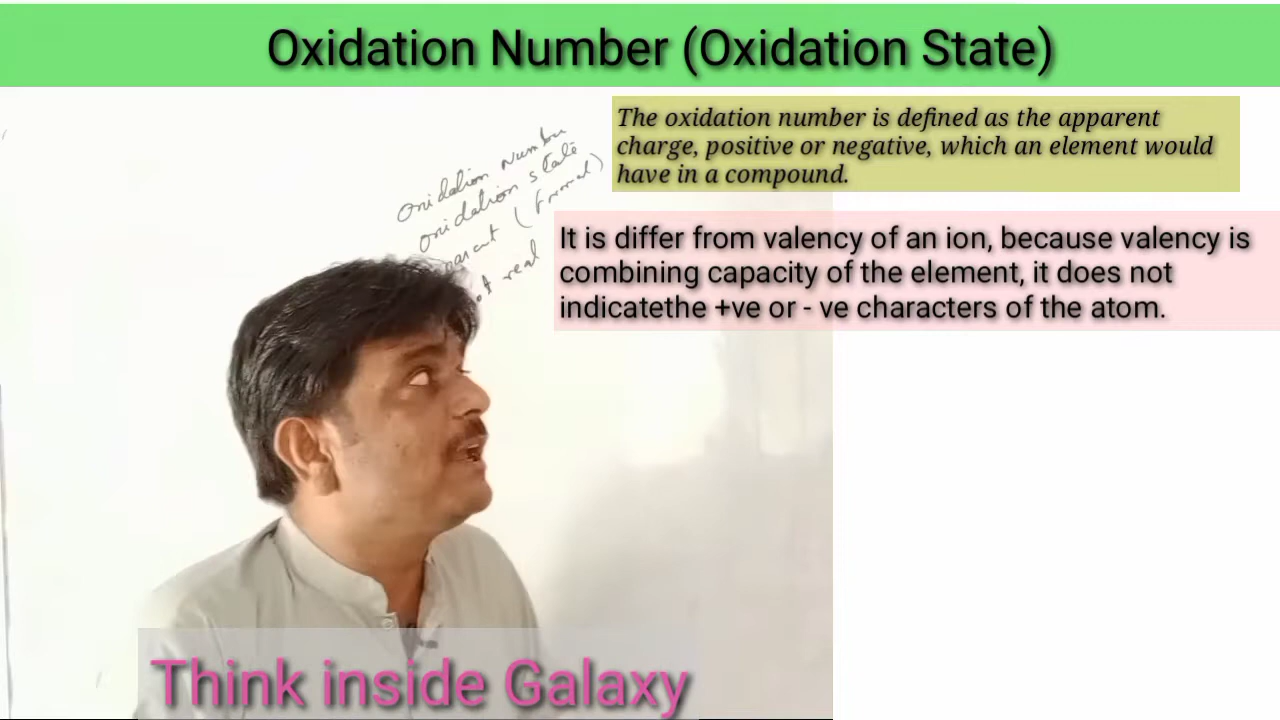 Oxidation Number (Oxidation State)
The oxidation number is defined as the apparent
charge, positive or negative, which an element would
have in a compound.
oxidation Number
oxidation state
It is differ from valency of an ion, because valency is
combining capacity of the element, it does not
indicatethe +ve or - ve characters of the atom.
real
Think inside Galaxy